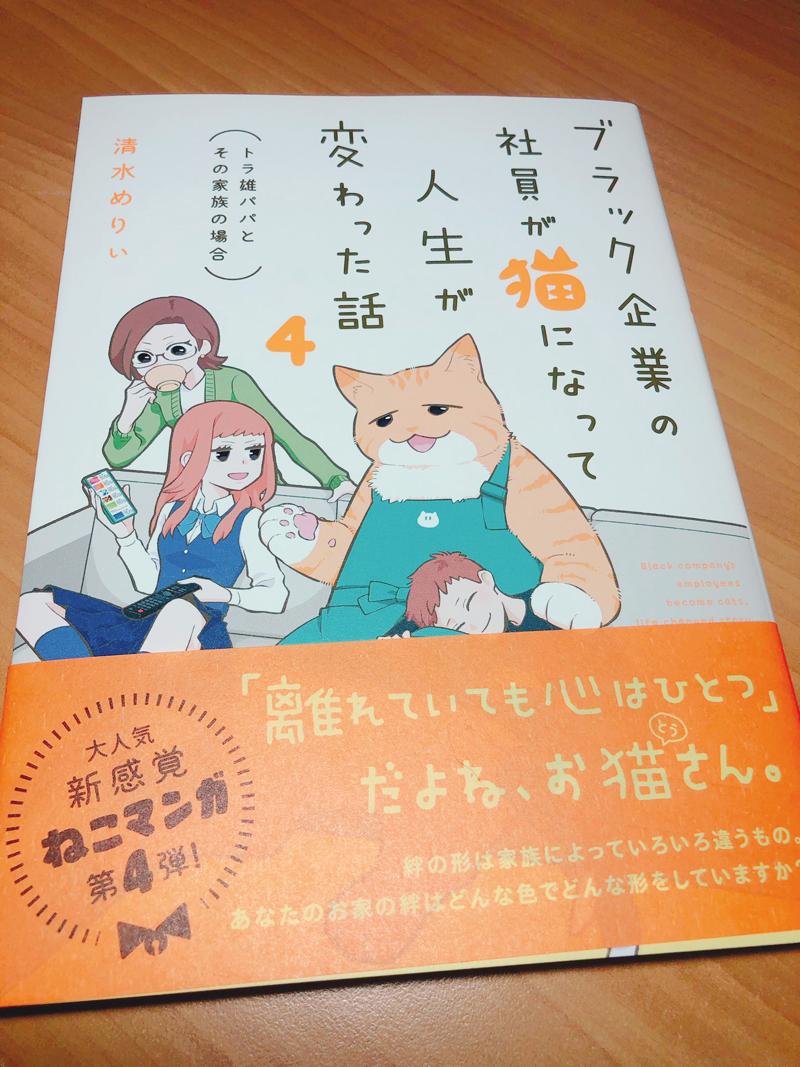 ブラック企業の
社員が猫になって
人生が
変わった話
4
(トラ雄パパと
その家族の場合)
清水めりぃ
Black company's
employees
become cats,
life changed story
「離れていても心はひとつ」
だよね、お猫さん。
とう
絆の形は家族によっていろいろ違うもの。
あなたのお家の絆はどんな色でどんな形をしていますか?
大人気
新感覚
ねこマンガ
第4弾!